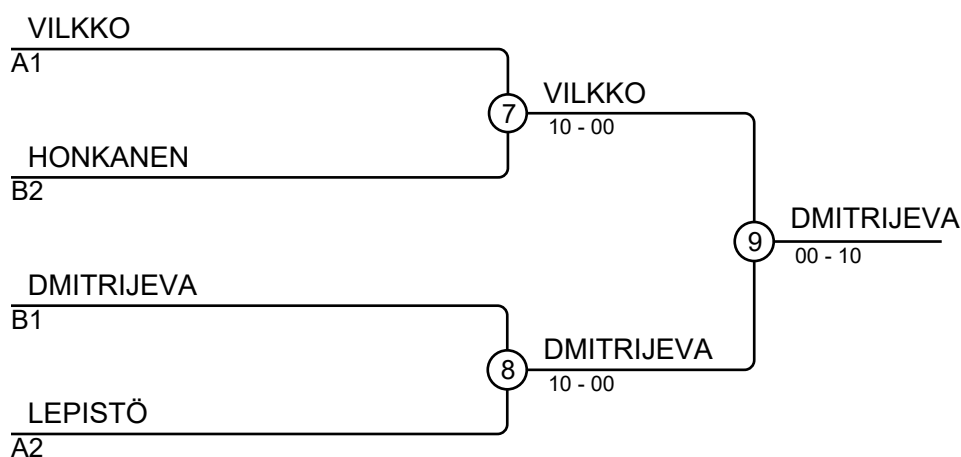 VILKKO
A1
7
VILKKO
10 - 00
HONKANEN
B2
9
DMITRIJEVA
00 - 10
DMITRIJEVA
B1
8
DMITRIJEVA
10 - 00
LEPISTÖ
A2